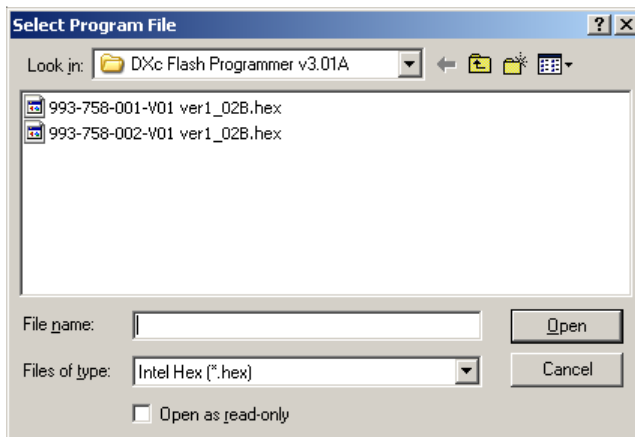 Select Program File
Look in: DXc Flash Programmer v3.01A
993-758-001-V01 ver1_02B.hex
993-758-002-V01 ver1_02B.hex
File name: Open
Files of type: Intel Hex (*.hex) Cancel
Open as read-only